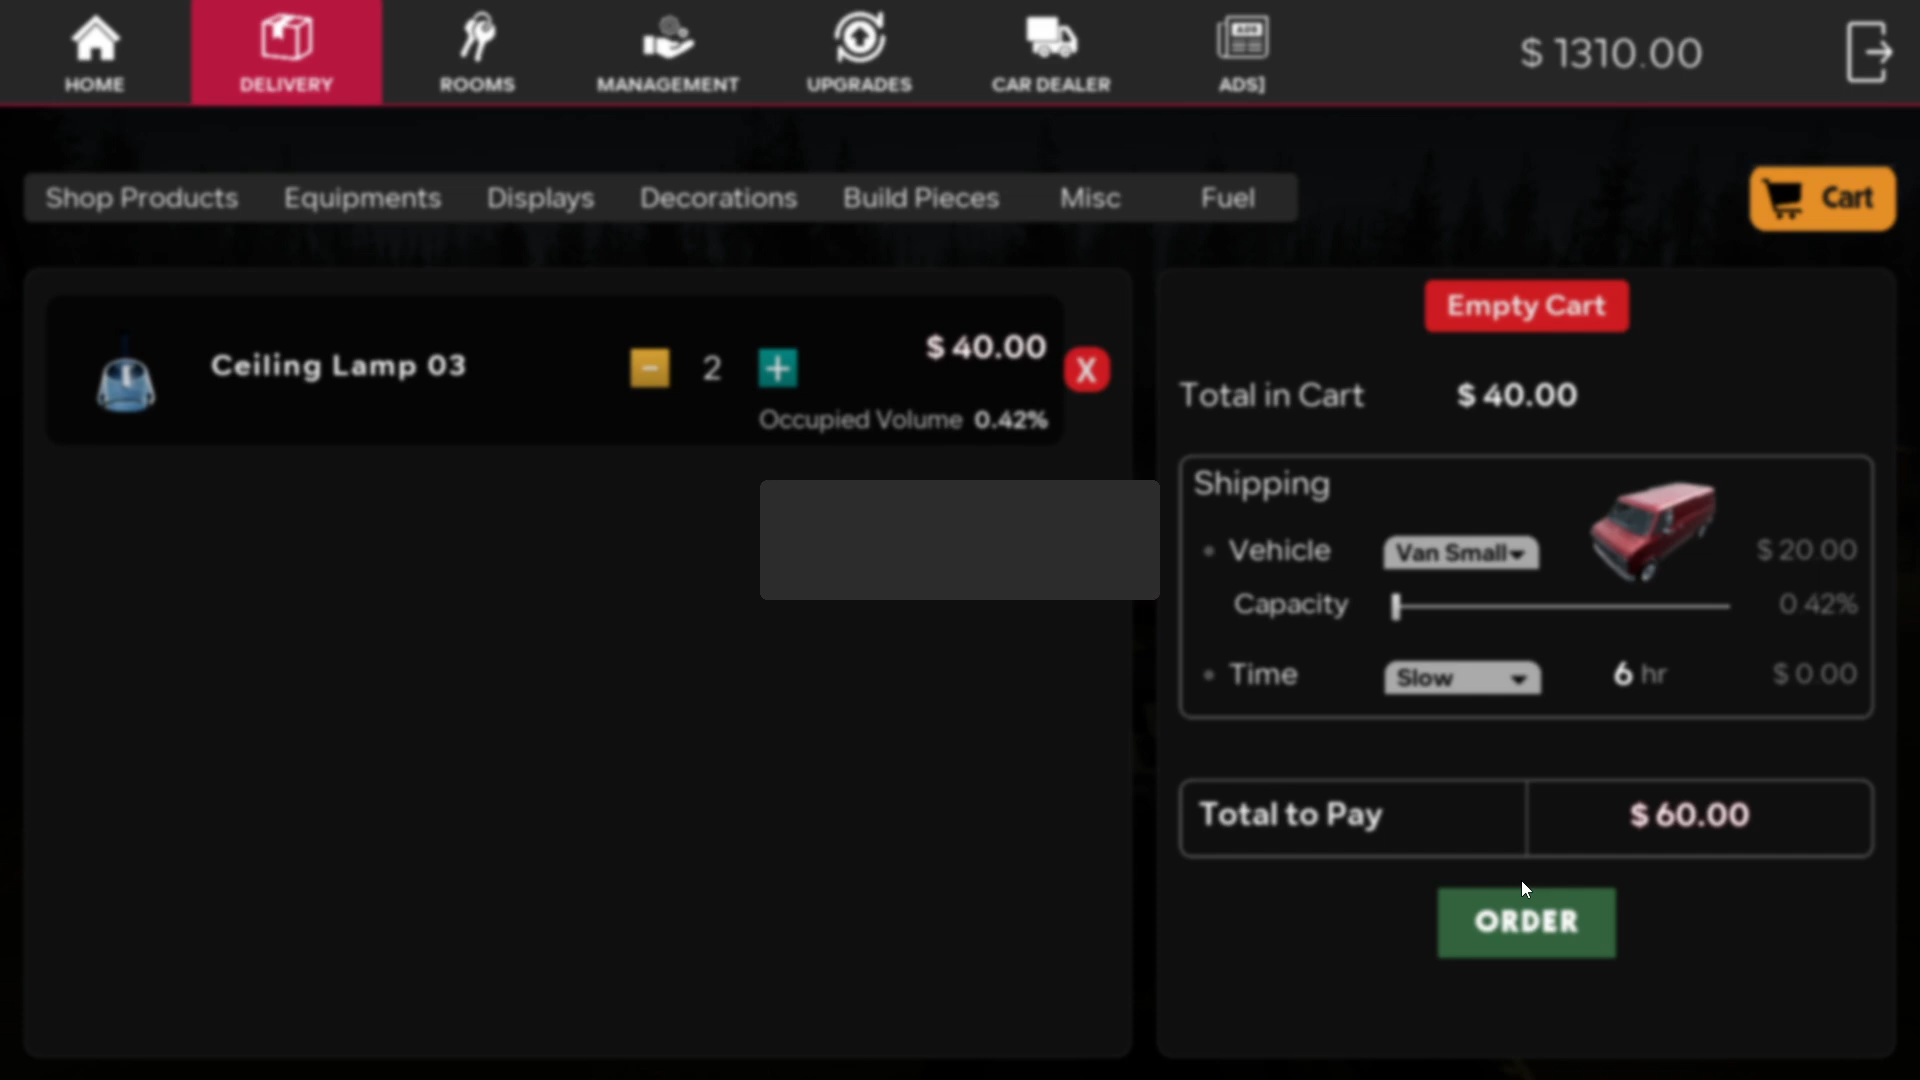 HOME
DELIVERY
ROOMS
MANAGEMENT
UPGRADES
CAR DEALER
ADS
ADS]
$ 1310.00
Shop Products
Equipments
Displays
Decorations
Build Pieces
Misc
Fuel
Cart
Ceiling Lamp 03
2
$ 40.00
X
Occupied Volume 0.42%
Empty Cart
Total in Cart $ 40.00
Shipping
Vehicle Van Small $ 20.00
Capacity 0.42%
Time Slow 6 hr $ 0.00
Total to Pay $ 60.00
ORDER